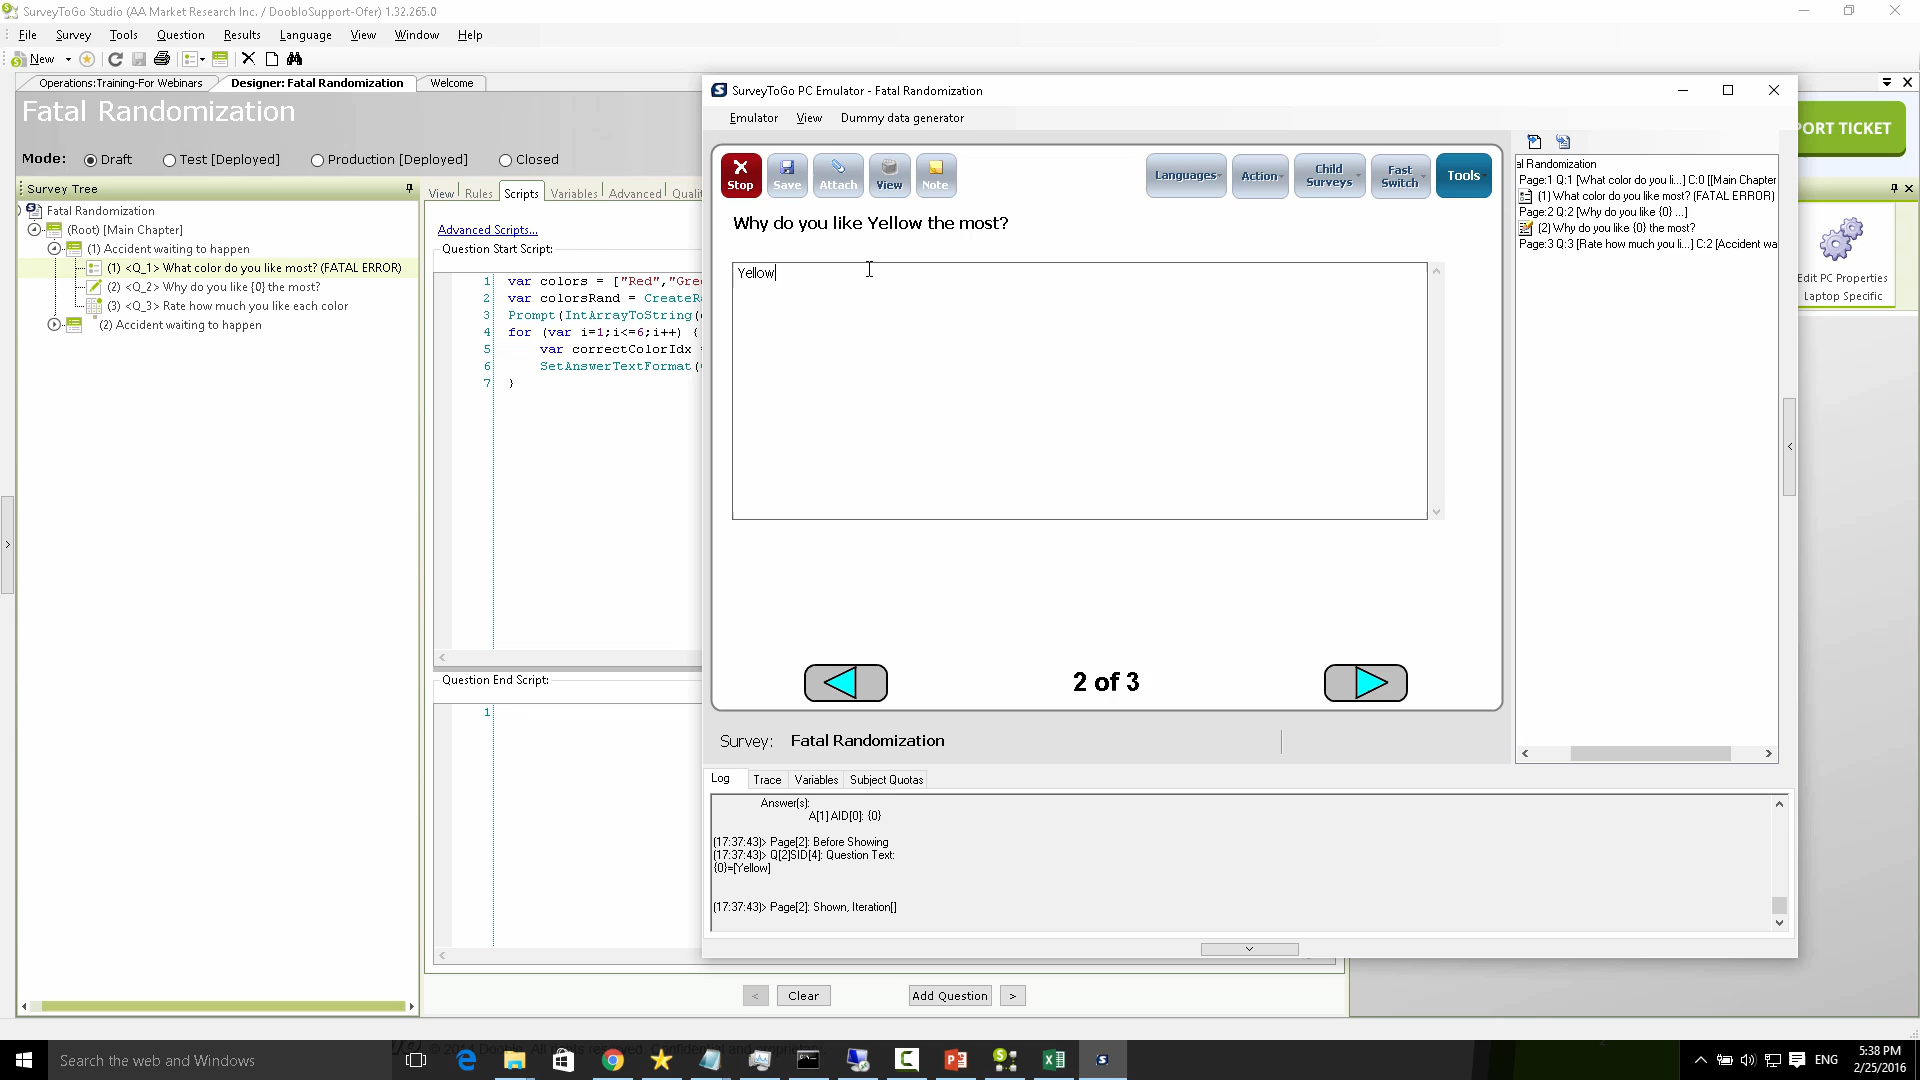 SurveyToGo Studio (AA Market Research Inc. / DoobloSupport-Ofer) 1.32.265.0
File Survey Tools Question Results Language View Window Help
New
Operations:Training-For Webinars Designer: Fatal Randomization Welcome
Fatal Randomization
Mode: Draft Test [Deployed] Production [Deployed] Closed
Survey Tree
Fatal Randomization
(Root) [Main Chapter]
(1) Accident waiting to happen
(1) <Q_1> What color do you like most? (FATAL ERROR)
(2) <Q_2> Why do you like {0} the most?
(3) <Q_3> Rate how much you like each color
(2) Accident waiting to happen
View Rules Scripts Variables Advanced Qualit
Advanced Scripts...
Question Start Script:
1 var colors = ["Red","Gre
2 var colorsRand = CreateR
3 Prompt(IntArrayToString(
4 for (var i=1;i<=6;i++) {
5 var correctColorIdx
6 SetAnswerTextFormat(
7 }
Question End Script:
1
< Clear Add Question >
SurveyToGo PC Emulator - Fatal Randomization
Emulator View Dummy data generator
Stop Save Attach View Note Languages Action Child Surveys Fast Switch Tools
Why do you like Yellow the most?
Yellow
2 of 3
Survey: Fatal Randomization
Log Trace Variables Subject Quotas
Answer(s):
A[1] AID[0]: {0}
(17:37:43)> Page[2]: Before Showing
(17:37:43)> Q[2]SID[4]: Question Text:
{0}=[Yellow]
(17:37:43)> Page[2]: Shown, Iteration[]
al Randomization
Page:1 Q:1 [What color do you li...] C:0 [[Main Chapter
(1) What color do you like most? (FATAL ERROR)
Page:2 Q:2 [Why do you like {0} ...]
(2) Why do you like {0} the most?
Page:3 Q:3 [Rate how much you li...] C:2 [Accident wa
PORT TICKET
Edit PC Properties
Laptop Specific
Search the web and Windows
ENG
5:38 PM
2/25/2016